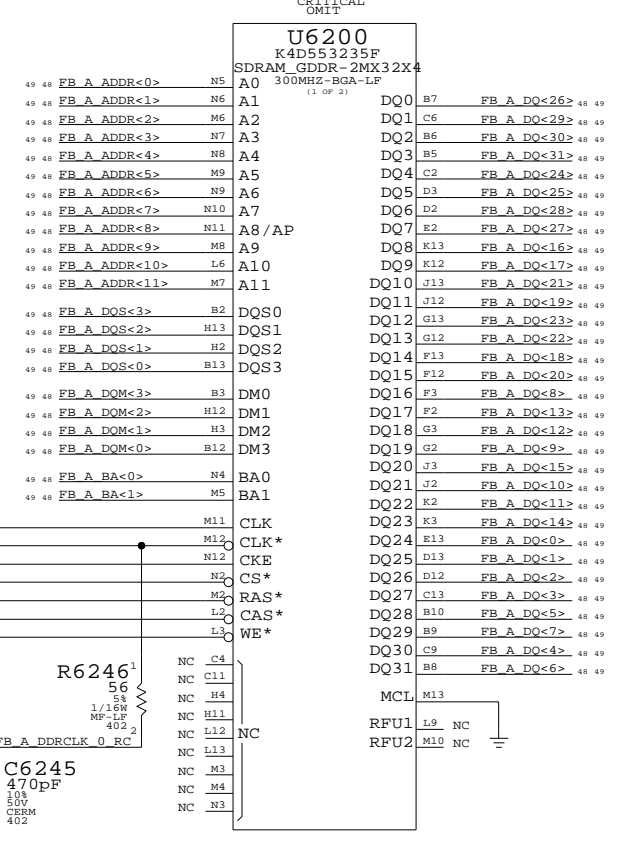 CRITICAL
OMIT
U6200
K4D553235F
SDRAM_GDDR-2MX32X4
300MHZ-BGA-LF
(1 OF 2)
49 48 FB_A_ADDR<0> N5 A0
49 48 FB_A_ADDR<1> N6 A1
49 48 FB_A_ADDR<2> M6 A2
49 48 FB_A_ADDR<3> N7 A3
49 48 FB_A_ADDR<4> N8 A4
49 48 FB_A_ADDR<5> M9 A5
49 48 FB_A_ADDR<6> N9 A6
49 48 FB_A_ADDR<7> N10 A7
49 48 FB_A_ADDR<8> N11 A8/AP
49 48 FB_A_ADDR<9> M8 A9
49 48 FB_A_ADDR<10> L6 A10
49 48 FB_A_ADDR<11> M7 A11
49 48 FB_A_DQS<3> B2 DQS0
49 48 FB_A_DQS<2> H13 DQS1
49 48 FB_A_DQS<1> H2 DQS2
49 48 FB_A_DQS<0> B13 DQS3
49 48 FB_A_DQM<3> B3 DM0
49 48 FB_A_DQM<2> H12 DM1
49 48 FB_A_DQM<1> H3 DM2
49 48 FB_A_DQM<0> B12 DM3
49 48 FB_A_BA<0> N4 BA0
49 48 FB_A_BA<1> M5 BA1
M11 CLK
M12 CLK*
N12 CKE
N2 CS*
M2 RAS*
L2 CAS*
L3 WE*
NC C4
NC C11
NC H4
NC H11
NC L12 NC
NC L13
NC M3
NC M4
NC N3
DQ0 B7 FB_A_DQ<26> 48 49
DQ1 C6 FB_A_DQ<29> 48 49
DQ2 B6 FB_A_DQ<30> 48 49
DQ3 B5 FB_A_DQ<31> 48 49
DQ4 C2 FB_A_DQ<24> 48 49
DQ5 D3 FB_A_DQ<25> 48 49
DQ6 D2 FB_A_DQ<28> 48 49
DQ7 E2 FB_A_DQ<27> 48 49
DQ8 K13 FB_A_DQ<16> 48 49
DQ9 K12 FB_A_DQ<17> 48 49
DQ10 J13 FB_A_DQ<21> 48 49
DQ11 J12 FB_A_DQ<19> 48 49
DQ12 G13 FB_A_DQ<23> 48 49
DQ13 G12 FB_A_DQ<22> 48 49
DQ14 F13 FB_A_DQ<18> 48 49
DQ15 F12 FB_A_DQ<20> 48 49
DQ16 F3 FB_A_DQ<8> 48 49
DQ17 F2 FB_A_DQ<13> 48 49
DQ18 G3 FB_A_DQ<12> 48 49
DQ19 G2 FB_A_DQ<9> 48 49
DQ20 J3 FB_A_DQ<15> 48 49
DQ21 J2 FB_A_DQ<10> 48 49
DQ22 K2 FB_A_DQ<11> 48 49
DQ23 K3 FB_A_DQ<14> 48 49
DQ24 E13 FB_A_DQ<0> 48 49
DQ25 D13 FB_A_DQ<1> 48 49
DQ26 D12 FB_A_DQ<2> 48 49
DQ27 C13 FB_A_DQ<3> 48 49
DQ28 B10 FB_A_DQ<5> 48 49
DQ29 B9 FB_A_DQ<7> 48 49
DQ30 C9 FB_A_DQ<4> 48 49
DQ31 B8 FB_A_DQ<6> 48 49
MCL M13
RFU1 L9 NC
RFU2 M10 NC
R6246 1
56
5%
1/16W
MF-LF
402 2
FB_A_DDRCLK_0_RC
C6245
470pF
10%
50V
CERM
402